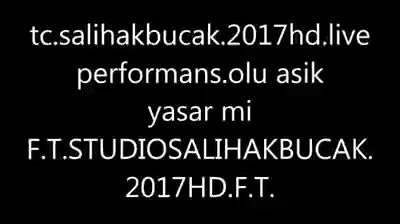 tc.salihakbucak.2017hd.live
performans.olu asik
yasar mi
F.T.STUDIOSALIHAKBUCAK.
2017HD.F.T.